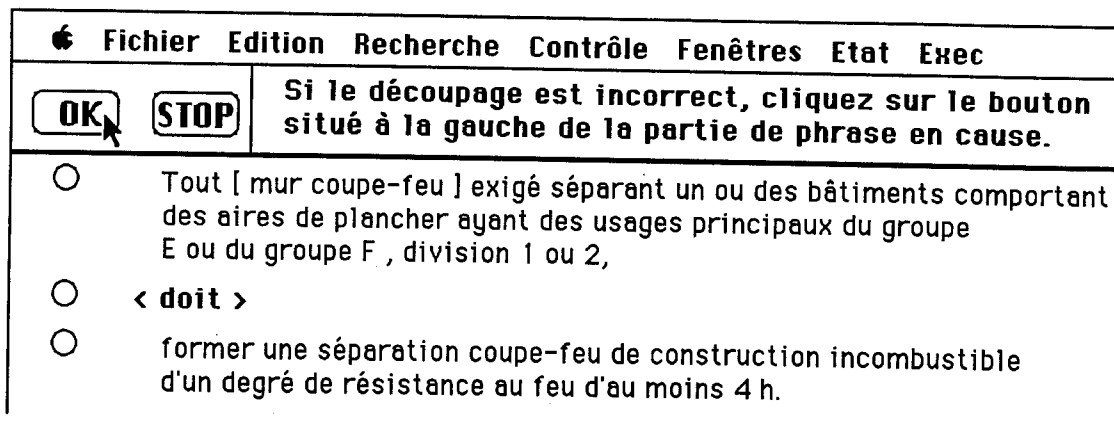 Fichier Edition Recherche Contrôle Fenêtres Etat Exec
OK STOP Si le découpage est incorrect, cliquez sur le bouton
situé à la gauche de la partie de phrase en cause.
Tout [ mur coupe-feu ] exigé séparant un ou des bâtiments comportant
des aires de plancher ayant des usages principaux du groupe
E ou du groupe F , division 1 ou 2,
< doit >
former une séparation coupe-feu de construction incombustible
d'un degré de résistance au feu d'au moins 4 h.